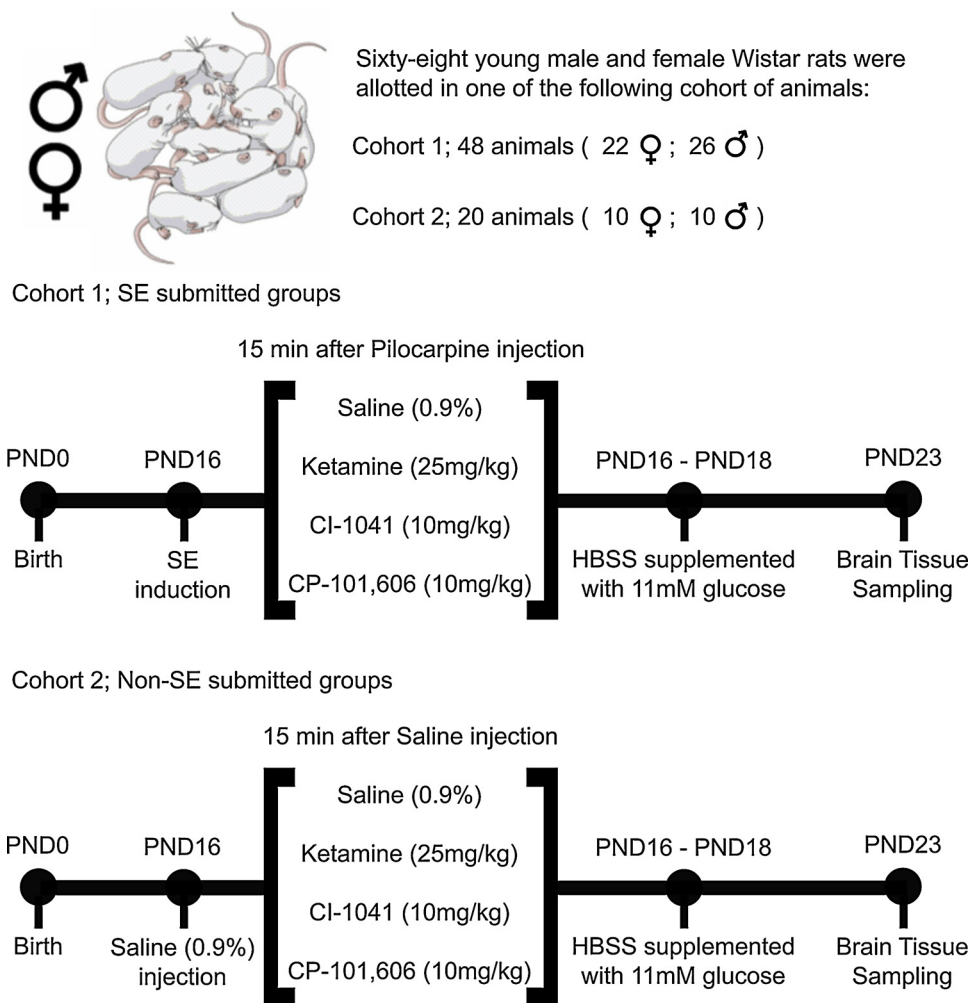 Sixty-eight young male and female Wistar rats were
allotted in one of the following cohort of animals:
Cohort 1; 48 animals ( 22 ♀ ; 26 ♂ )
Cohort 2; 20 animals ( 10 ♀ ; 10 ♂ )
Cohort 1; SE submitted groups
15 min after Pilocarpine injection
Saline (0.9%)
Ketamine (25mg/kg)
CI-1041 (10mg/kg)
CP-101,606 (10mg/kg)
PND0
Birth
PND16
SE
induction
PND16 - PND18
HBSS supplemented
with 11mM glucose
PND23
Brain Tissue
Sampling
Cohort 2; Non-SE submitted groups
15 min after Saline injection
Saline (0.9%)
Ketamine (25mg/kg)
CI-1041 (10mg/kg)
CP-101,606 (10mg/kg)
PND0
Birth
PND16
Saline (0.9%)
injection
PND16 - PND18
HBSS supplemented
with 11mM glucose
PND23
Brain Tissue
Sampling